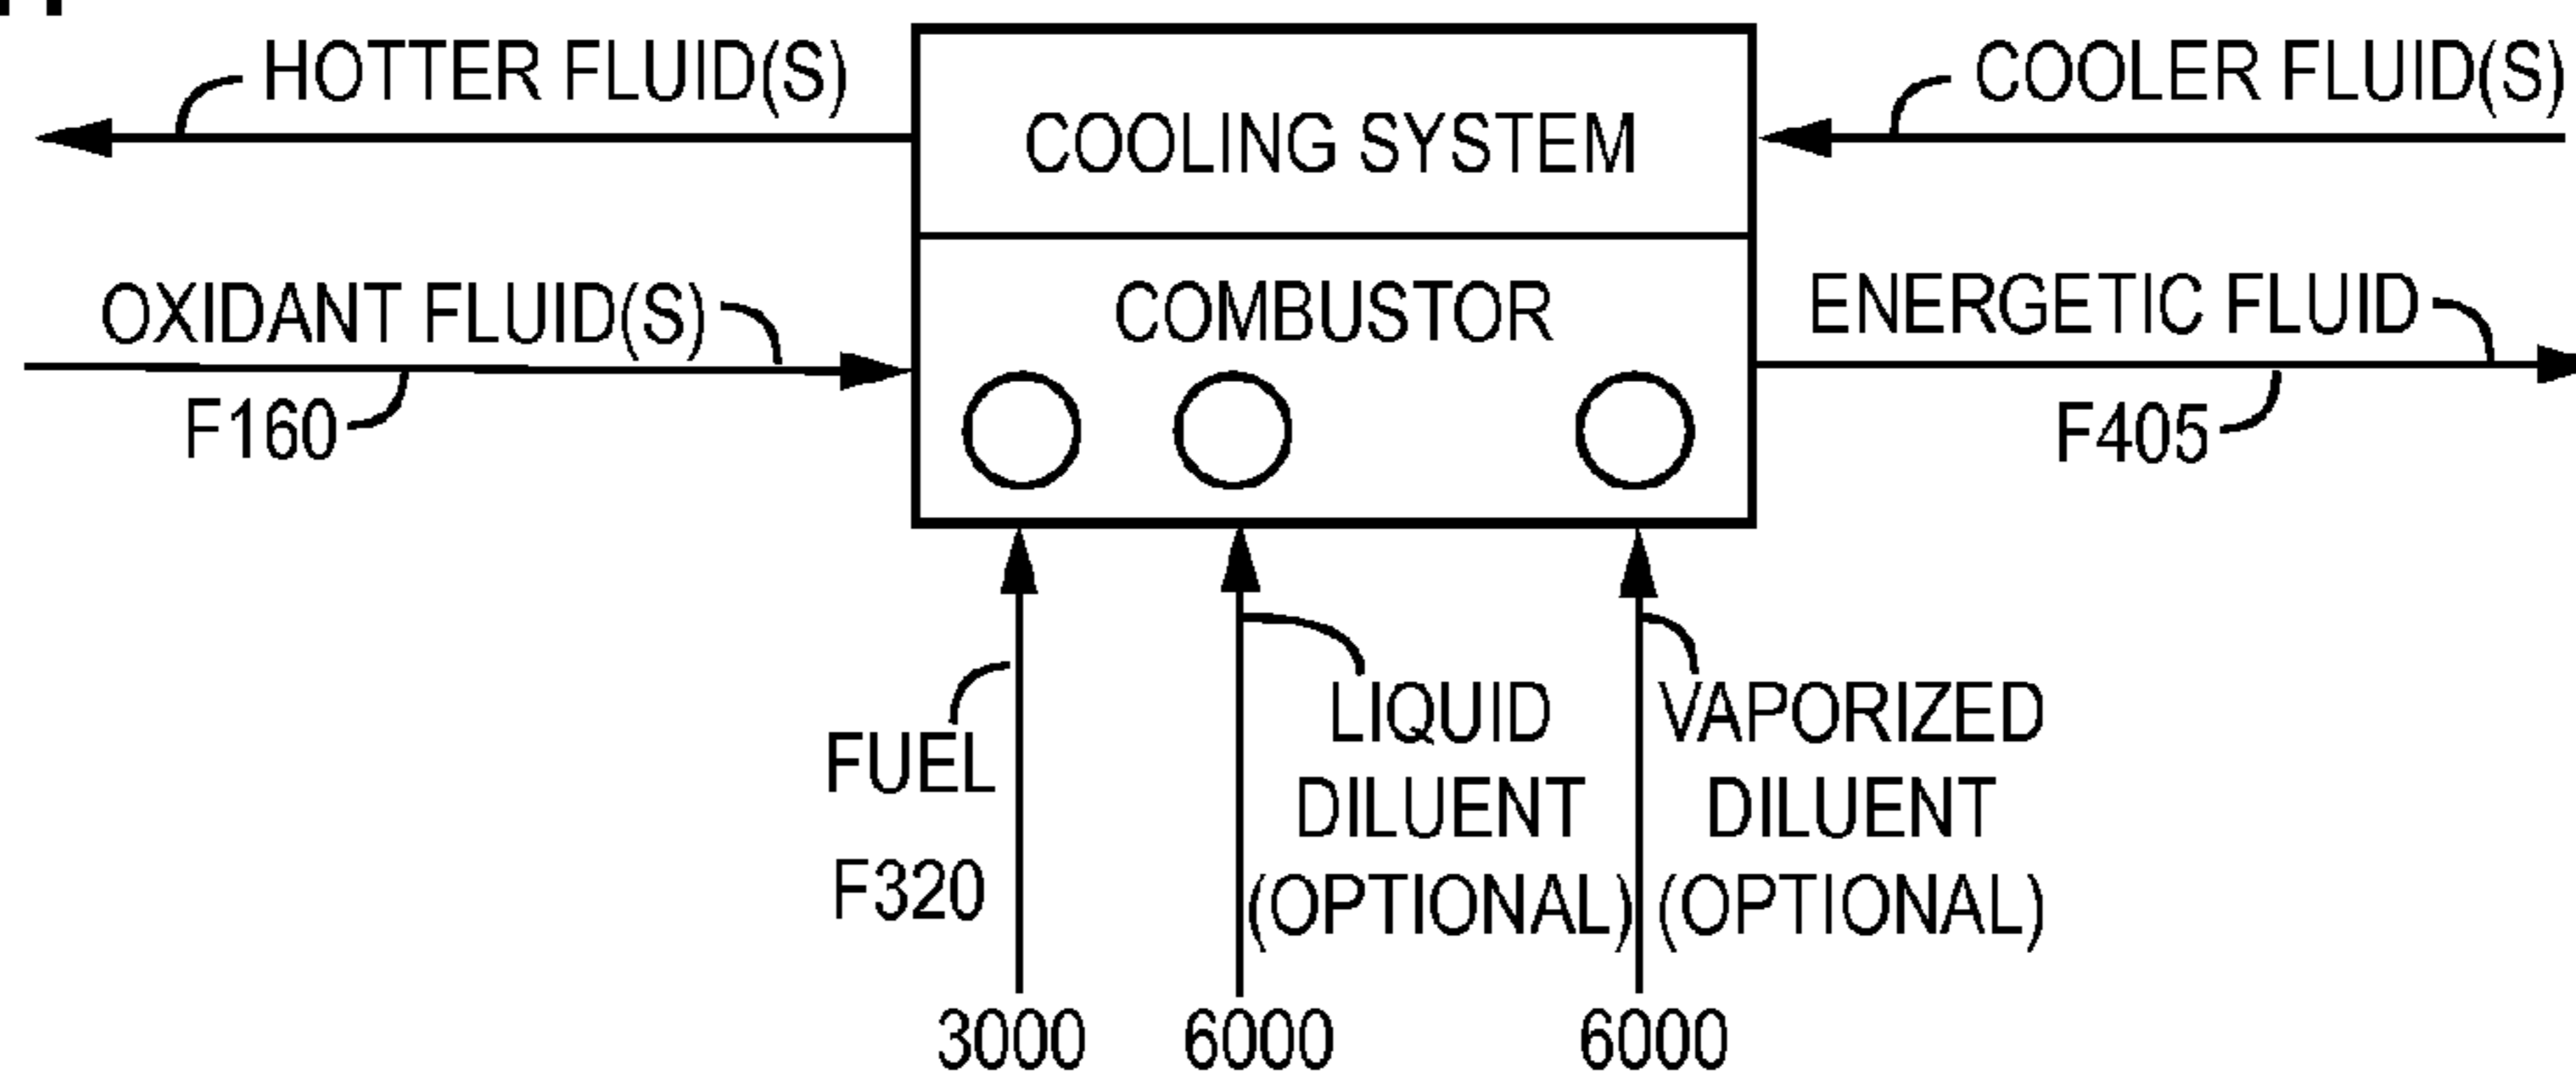 HOTTER FLUID(S)
COOLER FLUID(S)
COOLING SYSTEM
OXIDANT FLUID(S)
COMBUSTOR
ENERGETIC FLUID
F160
F405
FUEL
F320
LIQUID
DILUENT
(OPTIONAL)
VAPORIZED
DILUENT
(OPTIONAL)
3000
6000
6000